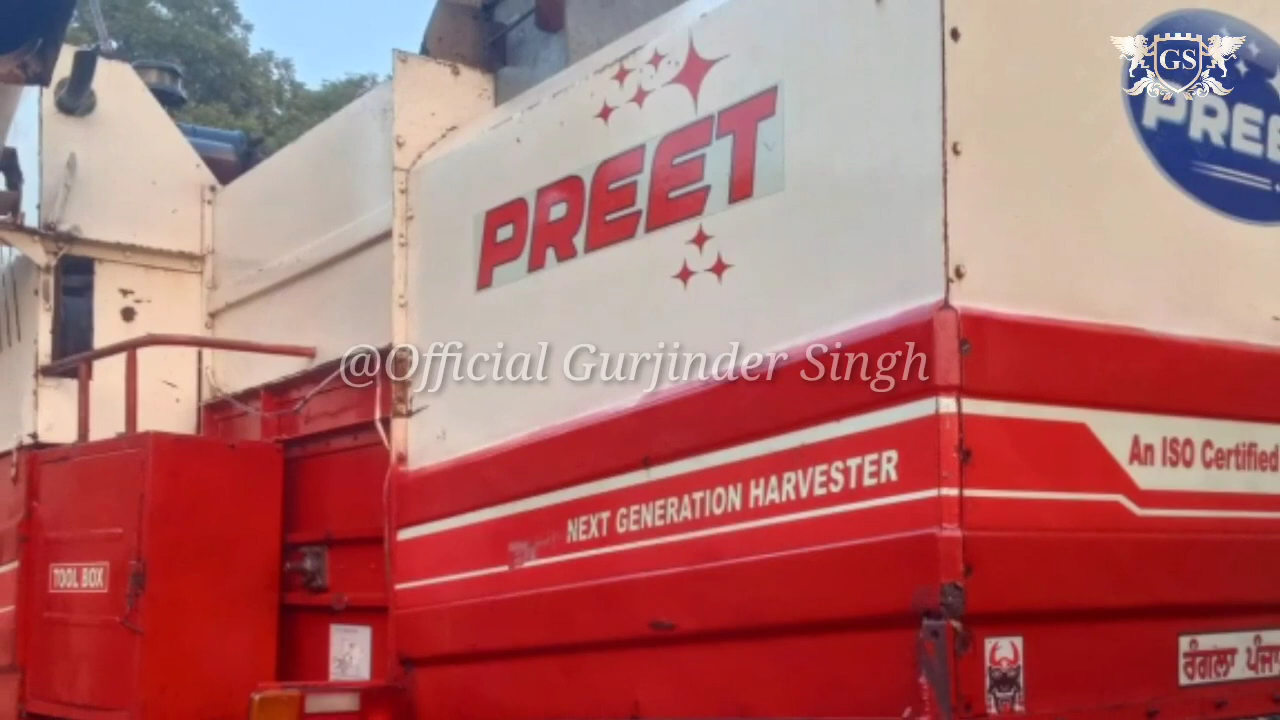 GS
PREET
PREE
@Official Gurjinder Singh
An ISO Certified
NEXT GENERATION HARVESTER
TOOL BOX
ਰੰਗਲਾ ਪੰਜਾ